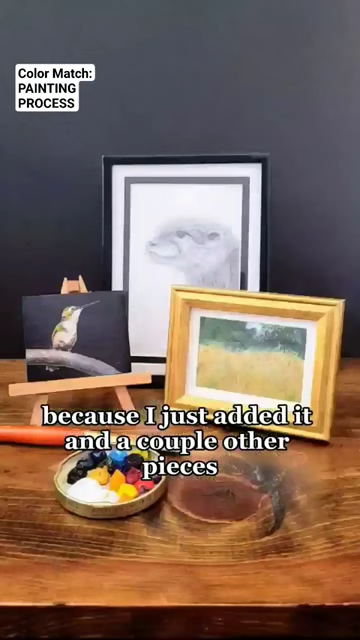 Color Match:
PAINTING
PROCESS
because I just added it
and a couple other
pieces